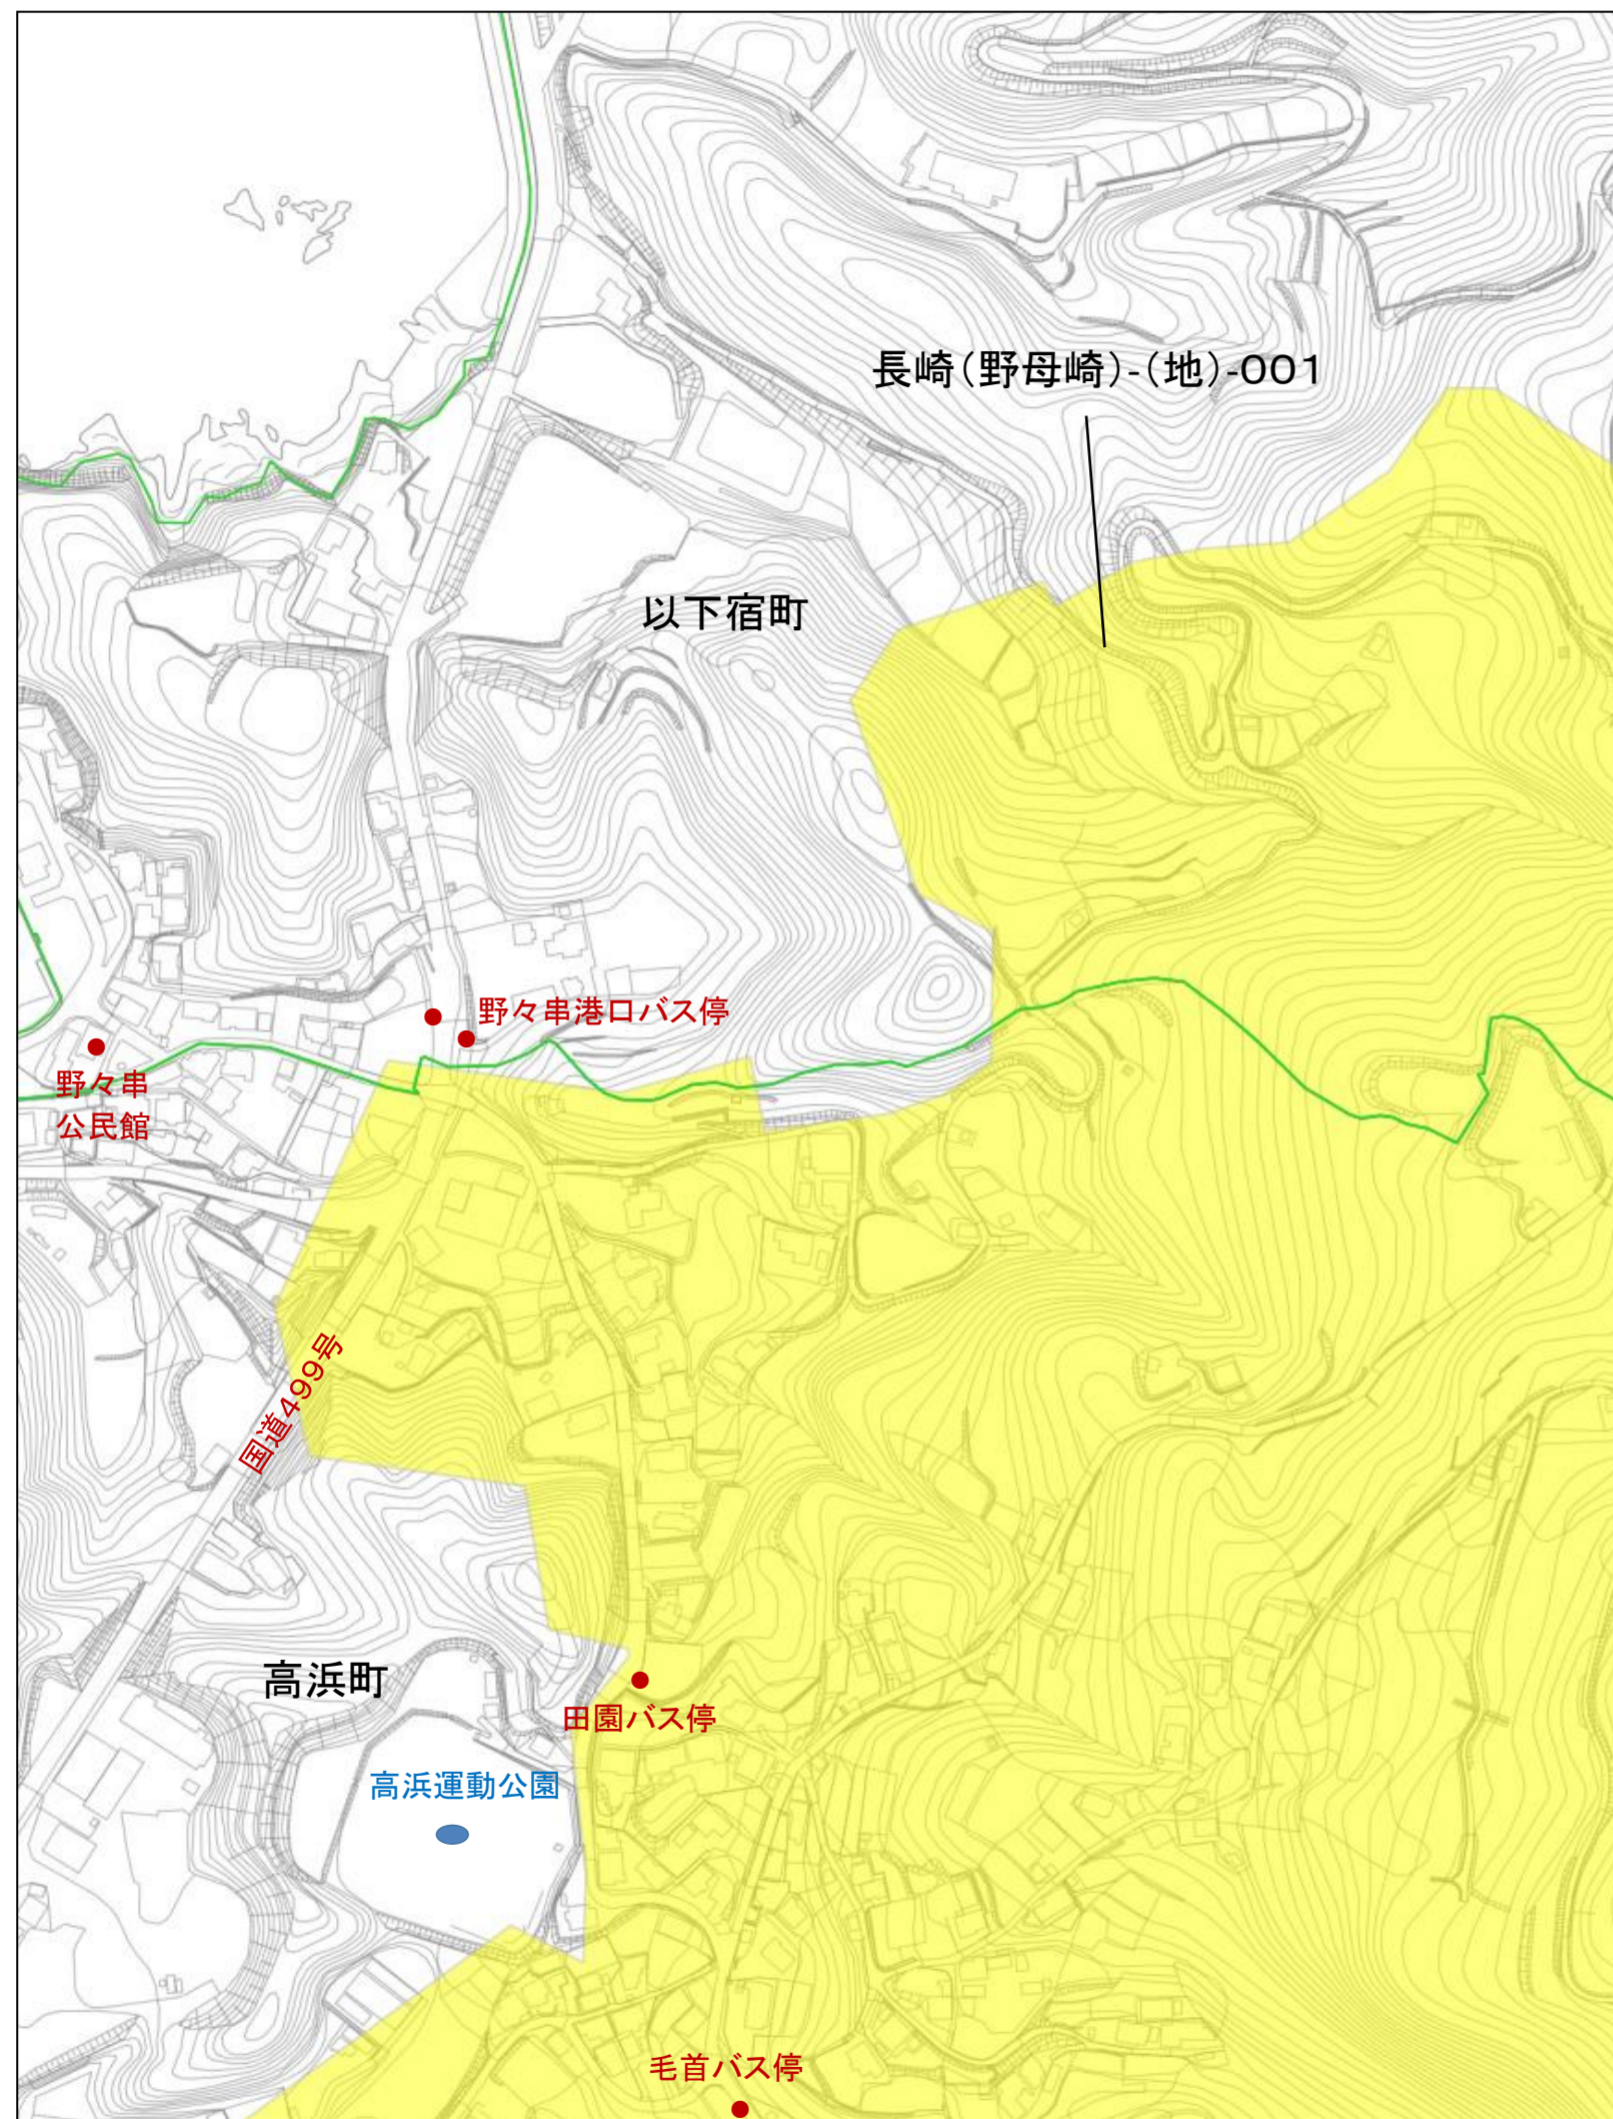 長崎（野母崎）-（地）-001
以下宿町
野々串港口バス停
野々串
公民館
国道499号
高浜町
田園バス停
高浜運動公園
毛首バス停